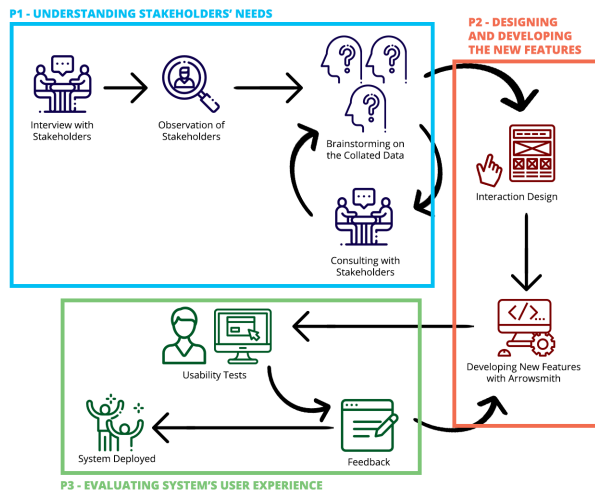 P1 - UNDERSTANDING STAKEHOLDERS' NEEDS
P2 - DESIGNING
AND DEVELOPING
THE NEW FEATURES
Interview with
Stakeholders
Observation of
Stakeholders
Brainstorming on
the Collated Data
Interaction Design
Consulting with
Stakeholders
</...>
Developing New Features
with Arrowsmith
Usability Tests
System Deployed
Feedback
P3 - EVALUATING SYSTEM'S USER EXPERIENCE